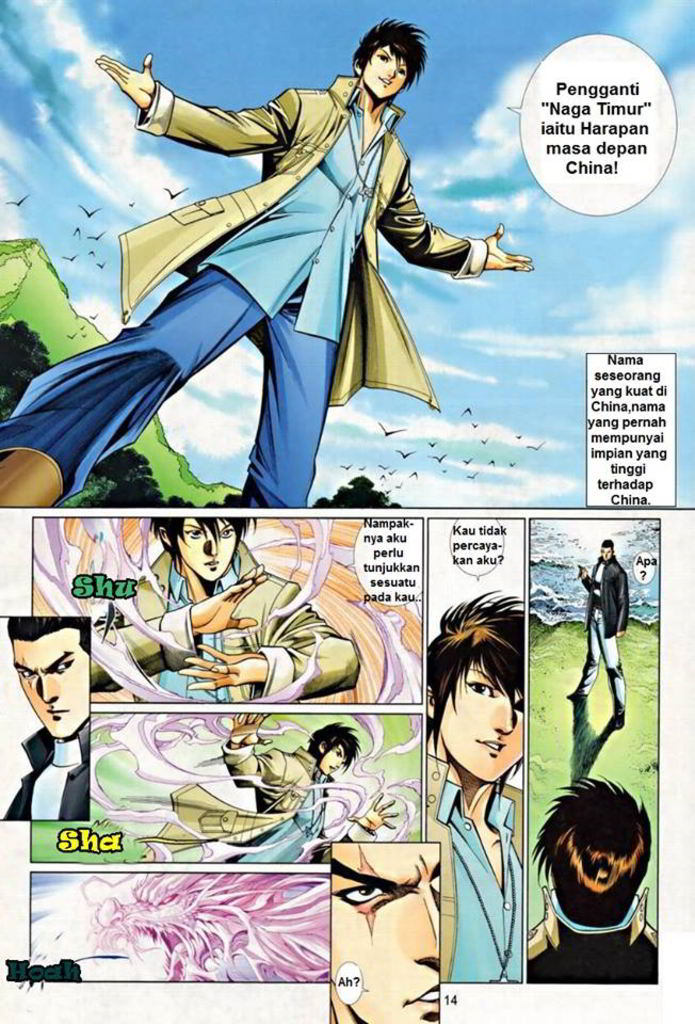 Pengganti
"Naga Timur"
iaitu Harapan
masa depan
China!
Nama
seseorang
yang kuat di
China,nama
yang pernah
mempunyai
impian yang
tinggi
terhadap
China.
Kau tidak
percaya-
kan aku?
Apa
?
Nampak-
nya aku
perlu
tunjukkan
sesuatu
pada kau..
Shu
Sha
Hoah
Ah?
14